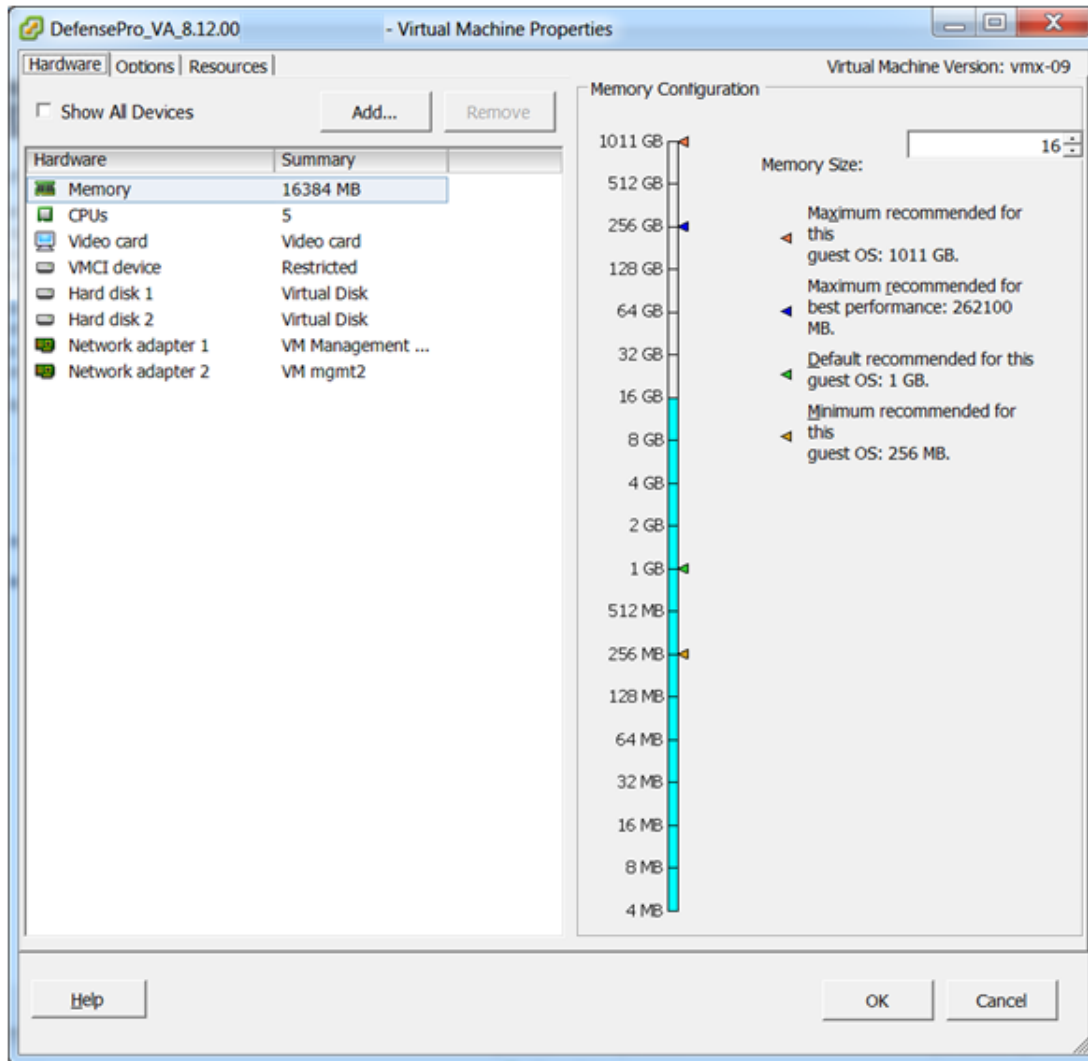 DefensePro_VA_8.12.00 - Virtual Machine Properties
Hardware Options Resources
Virtual Machine Version: vmx-09
Show All Devices
Add...
Remove
Hardware Summary
Memory 16384 MB
CPUs 5
Video card Video card
VMCI device Restricted
Hard disk 1 Virtual Disk
Hard disk 2 Virtual Disk
Network adapter 1 VM Management ...
Network adapter 2 VM mgmt2
Memory Configuration
1011 GB
512 GB
256 GB
128 GB
64 GB
32 GB
16 GB
8 GB
4 GB
2 GB
1 GB
512 MB
256 MB
128 MB
64 MB
32 MB
16 MB
8 MB
4 MB
16
Memory Size:
Maximum recommended for
this
guest OS: 1011 GB.
Maximum recommended for
best performance: 262100
MB.
Default recommended for this
guest OS: 1 GB.
Minimum recommended for
this
guest OS: 256 MB.
Help
OK
Cancel